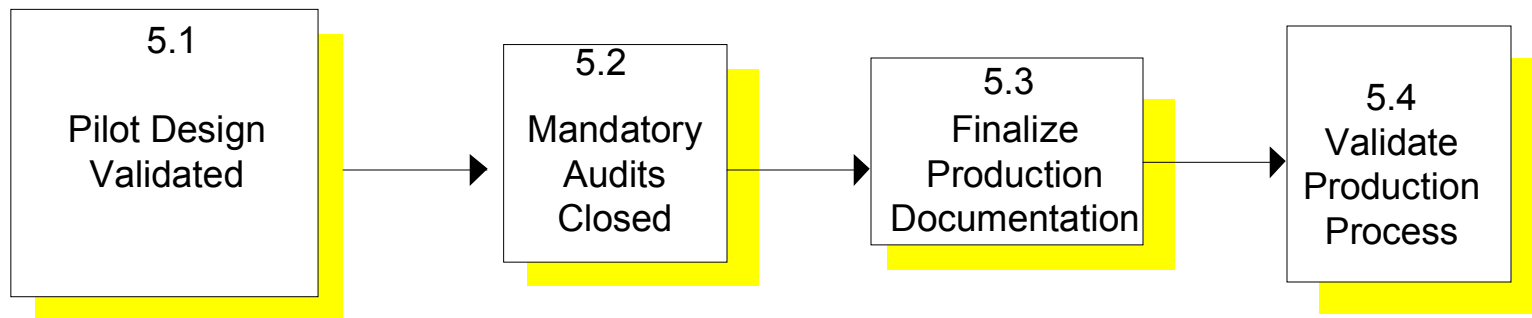 5.1
Pilot Design
Validated
5.2
Mandatory
Audits
Closed
5.3
Finalize
Production
Documentation
5.4
Validate
Production
Process